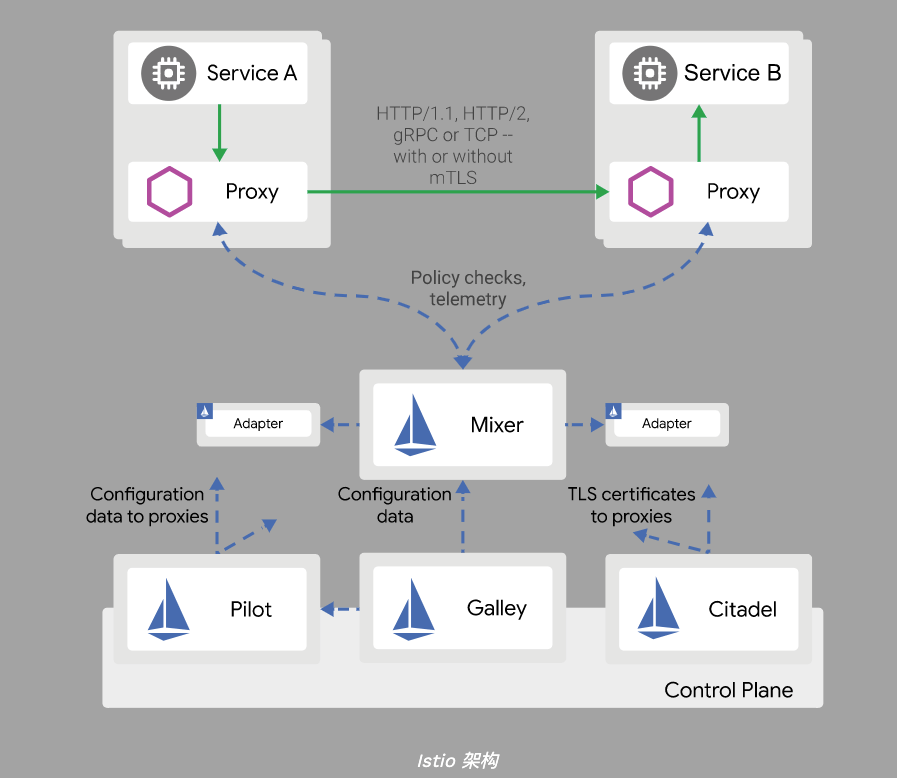 Service A
Service B
HTTP/1.1, HTTP/2,
gRPC or TCP --
with or without
mTLS
Proxy
Proxy
Policy checks,
telemetry
Adapter
Mixer
Adapter
Configuration
data to proxies
Configuration
data
TLS certificates
to proxies
Pilot
Galley
Citadel
Control Plane
Istio 架构